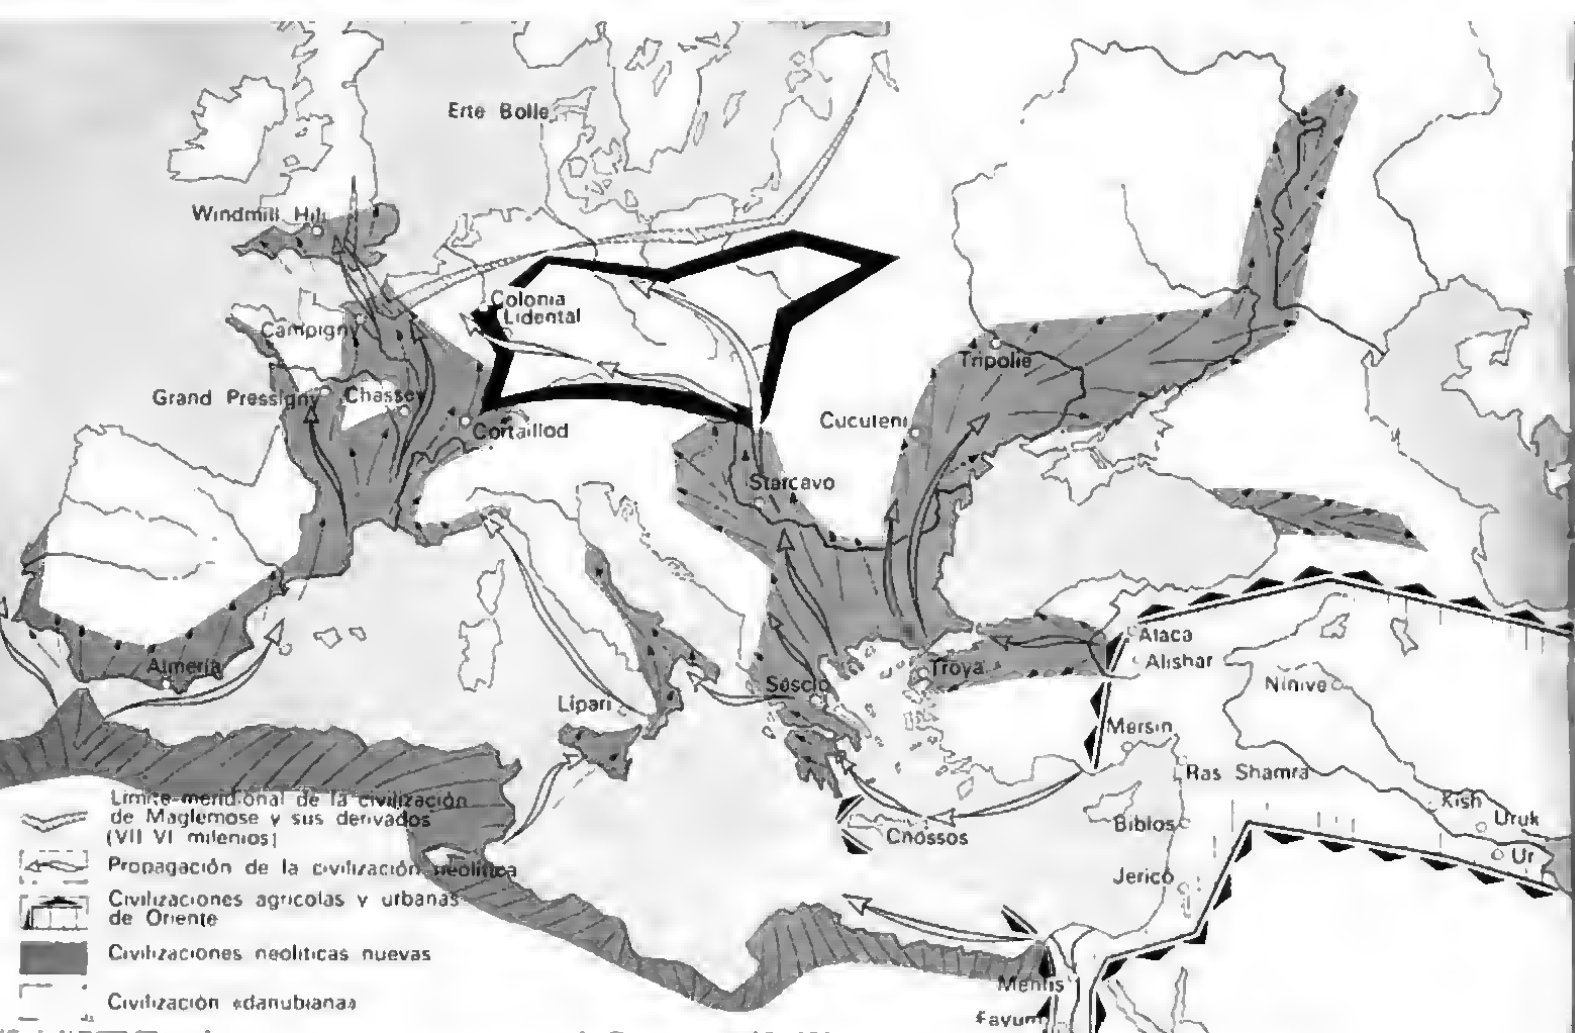 Erte Bolle
Windmill Hill
Colonia
Lidental
Campigny
Tripolie
Grand Pressigny
Chassey
Cucuteni
Cortaillod
Starcavo
Almería
Ataca
Alishar
Troya
Sesclo
Nínive
Lipari
Mersin
Ras Shamra
Kish
Uruk
Cnossos
Biblos
Ur
Jericó
Menfis
Fayum
Límite meridional de la civilización
de Maglemose y sus derivados
(VII VI milenios)
Propagación de la civilización neolítica
Civilizaciones agrícolas y urbanas
de Oriente
Civilizaciones neolíticas nuevas
Civilización «danubiana»